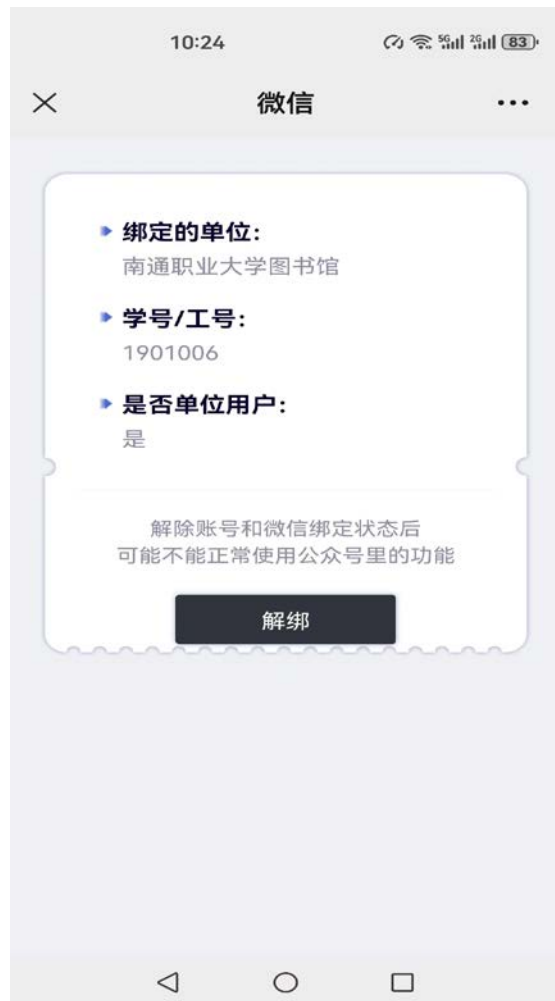 10:24
5G 2G 83
微信
绑定的单位:
南通职业大学图书馆
学号/工号:
1901006
是否单位用户:
是
解除账号和微信绑定状态后
可能不能正常使用公众号里的功能
解绑